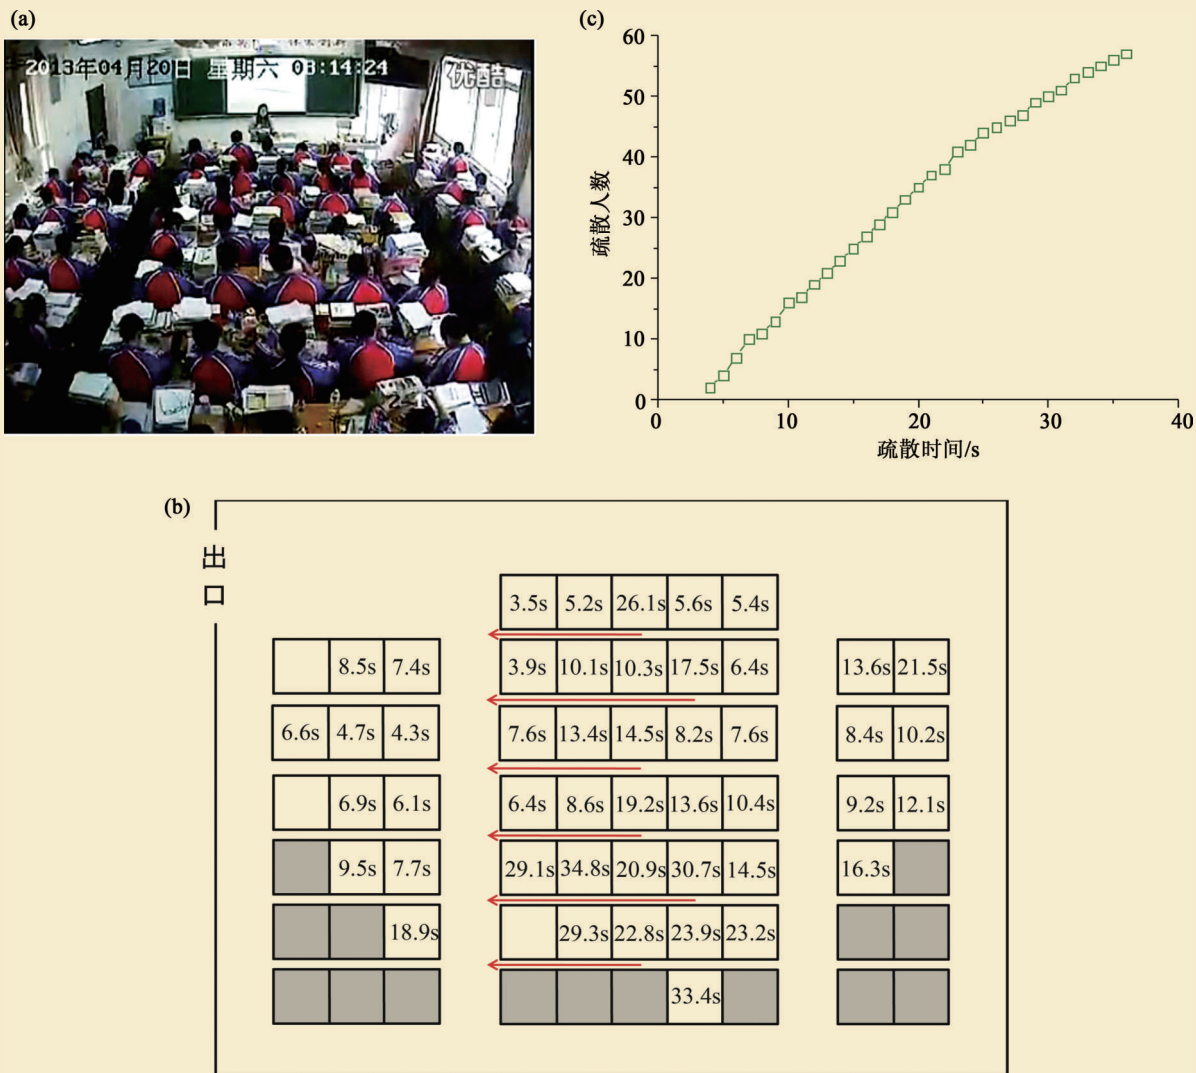 (a)
2013年04月20日 星期六 08:14:24
优酷
(c)
60
50
40
30
20
10
0
疏散人数
0 10 20 30 40
疏散时间/s
(b)
出口
3.5s 5.2s 26.1s 5.6s 5.4s
8.5s 7.4s 3.9s 10.1s 10.3s 17.5s 6.4s 13.6s 21.5s
6.6s 4.7s 4.3s 7.6s 13.4s 14.5s 8.2s 7.6s 8.4s 10.2s
6.9s 6.1s 6.4s 8.6s 19.2s 13.6s 10.4s 9.2s 12.1s
9.5s 7.7s 29.1s 34.8s 20.9s 30.7s 14.5s 16.3s
18.9s 29.3s 22.8s 23.9s 23.2s
33.4s